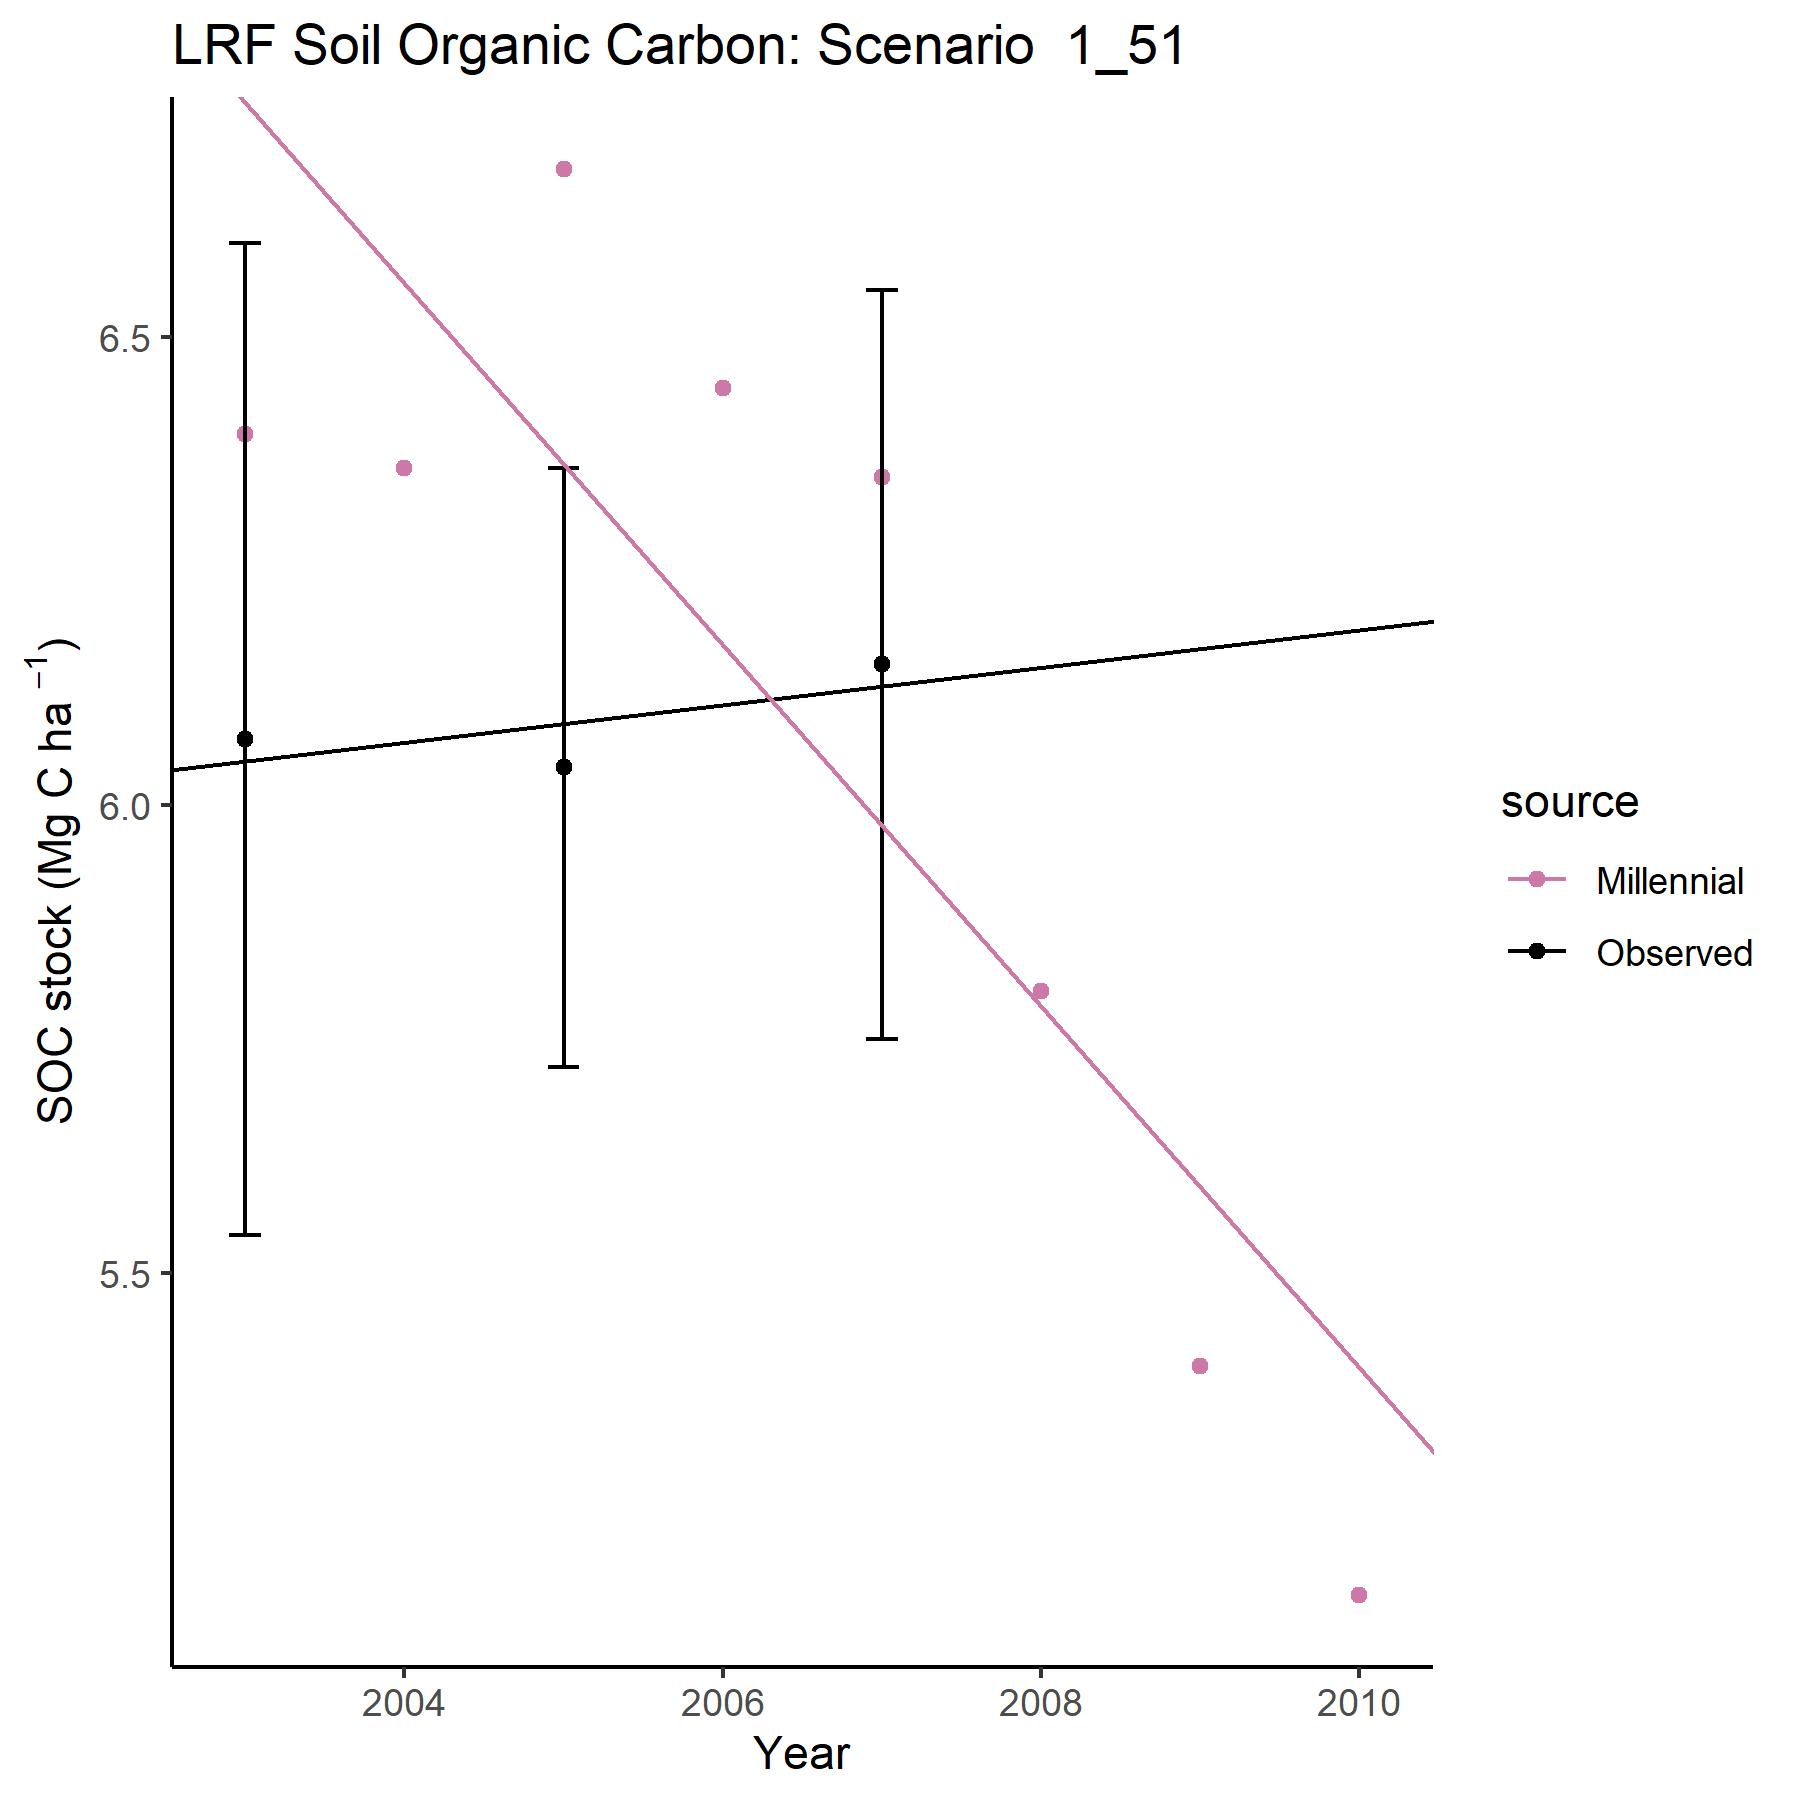 LRF Soil Organic Carbon: Scenario  1_51
SOC stock (Mg C ha ⁻¹)
6.5
6.0
5.5
2004
2006
2008
2010
Year
source
Millennial
Observed